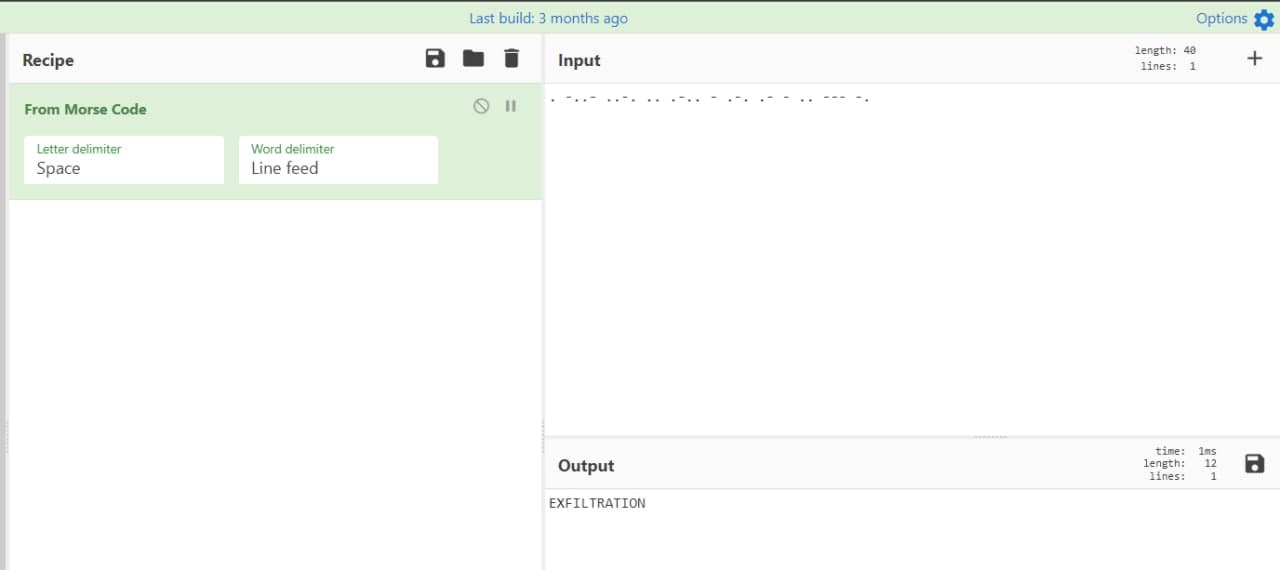 Last build: 3 months ago
Options
Recipe
From Morse Code
Letter delimiter
Space
Word delimiter
Line feed
Input
length: 40
lines: 1
+
. -..- ..-. .. .-.. - .-. .- - .. --- -.
Output
time: 1ms
length: 12
lines: 1
EXFILTRATION